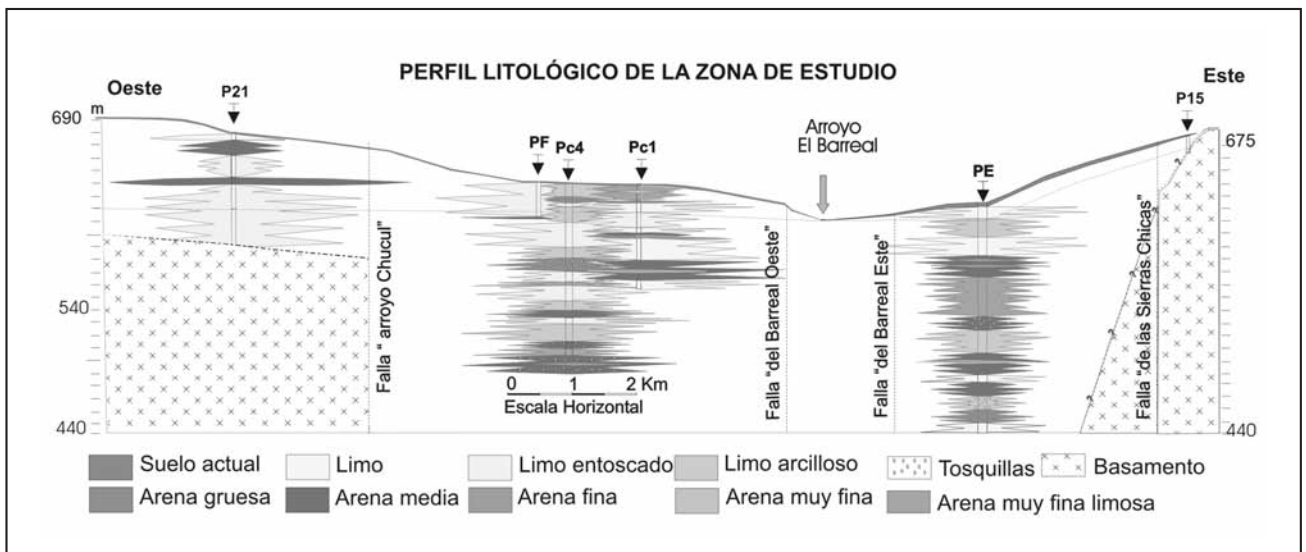 PERFIL LITOLÓGICO DE LA ZONA DE ESTUDIO
Oeste
Este
P21
P15
690
m
675
Arroyo
El Barreal
PF
Pc4
Pc1
PE
Falla " arroyo Chucul"
Falla "del Barreal Oeste"
Falla "del Barreal Este"
Falla "de las Sierras Chicas"
?
?
?
?
540
0 1 2 Km
Escala Horizontal
440
440
Suelo actual
Limo
Limo entoscado
Limo arcilloso
Tosquillas
Basamento
Arena gruesa
Arena media
Arena fina
Arena muy fina
Arena muy fina limosa